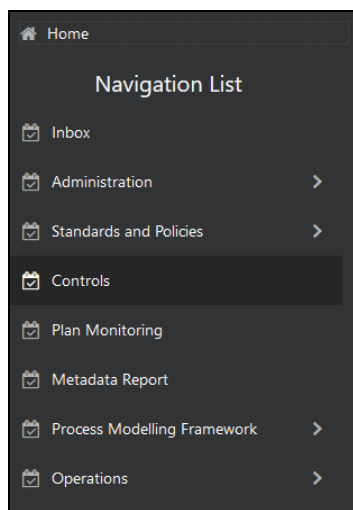 Home
Navigation List
Inbox
Administration
Standards and Policies
Controls
Plan Monitoring
Metadata Report
Process Modelling Framework
Operations